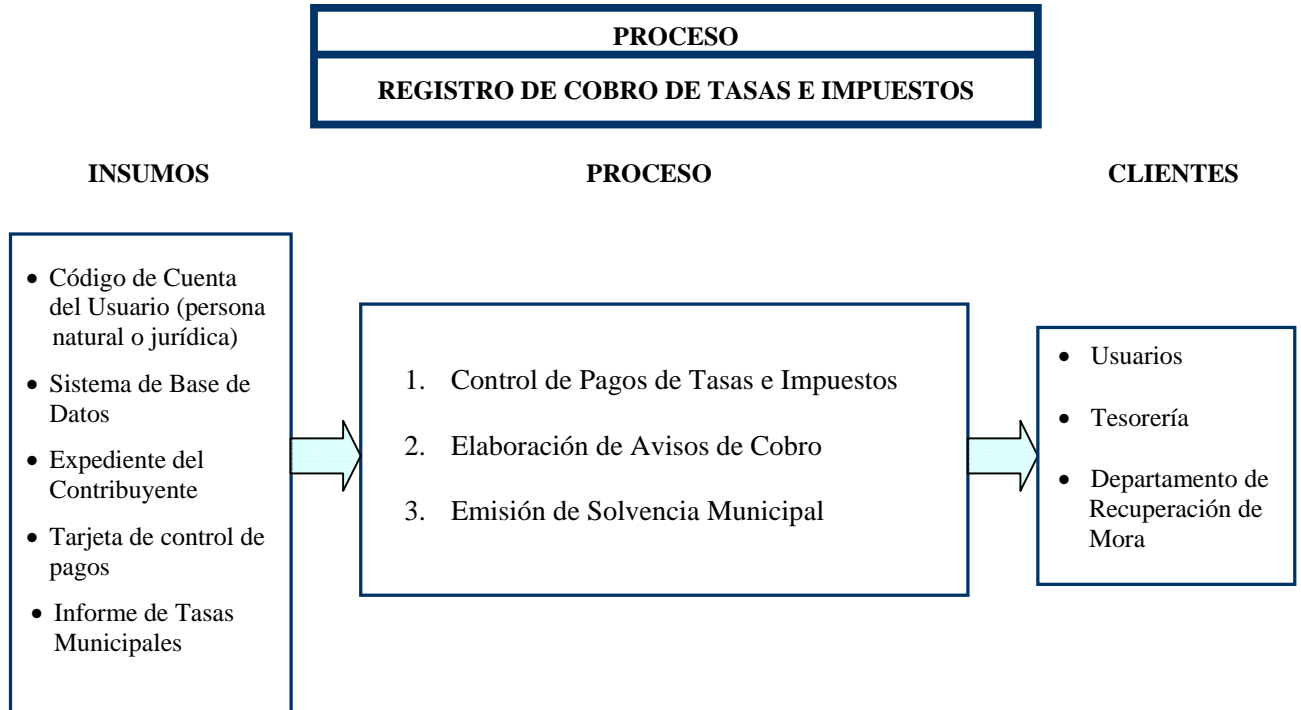 PROCESO
REGISTRO DE COBRO DE TASAS E IMPUESTOS
INSUMOS
PROCESO
CLIENTES
• Código de Cuenta
del Usuario (persona
natural o jurídica)
• Sistema de Base de
Datos
• Expediente del
Contribuyente
• Tarjeta de control de
pagos
• Informe de Tasas
Municipales
1. Control de Pagos de Tasas e Impuestos
2. Elaboración de Avisos de Cobro
3. Emisión de Solvencia Municipal
• Usuarios
• Tesorería
• Departamento de
Recuperación de
Mora